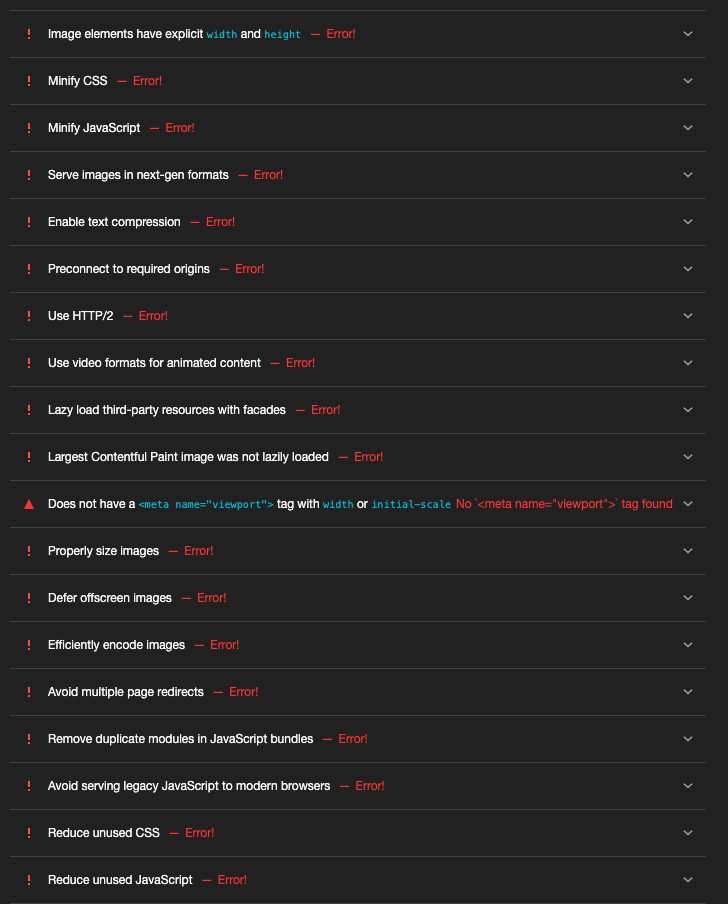 ! Image elements have explicit width and height — Error!
! Minify CSS — Error!
! Minify JavaScript — Error!
! Serve images in next-gen formats — Error!
! Enable text compression — Error!
! Preconnect to required origins — Error!
! Use HTTP/2 — Error!
! Use video formats for animated content — Error!
! Lazy load third-party resources with facades — Error!
! Largest Contentful Paint image was not lazily loaded — Error!
Does not have a <meta name="viewport"> tag with width or initial-scale No `<meta name="viewport">` tag found
! Properly size images — Error!
! Defer offscreen images — Error!
! Efficiently encode images — Error!
! Avoid multiple page redirects — Error!
! Remove duplicate modules in JavaScript bundles — Error!
! Avoid serving legacy JavaScript to modern browsers — Error!
! Reduce unused CSS — Error!
! Reduce unused JavaScript — Error!